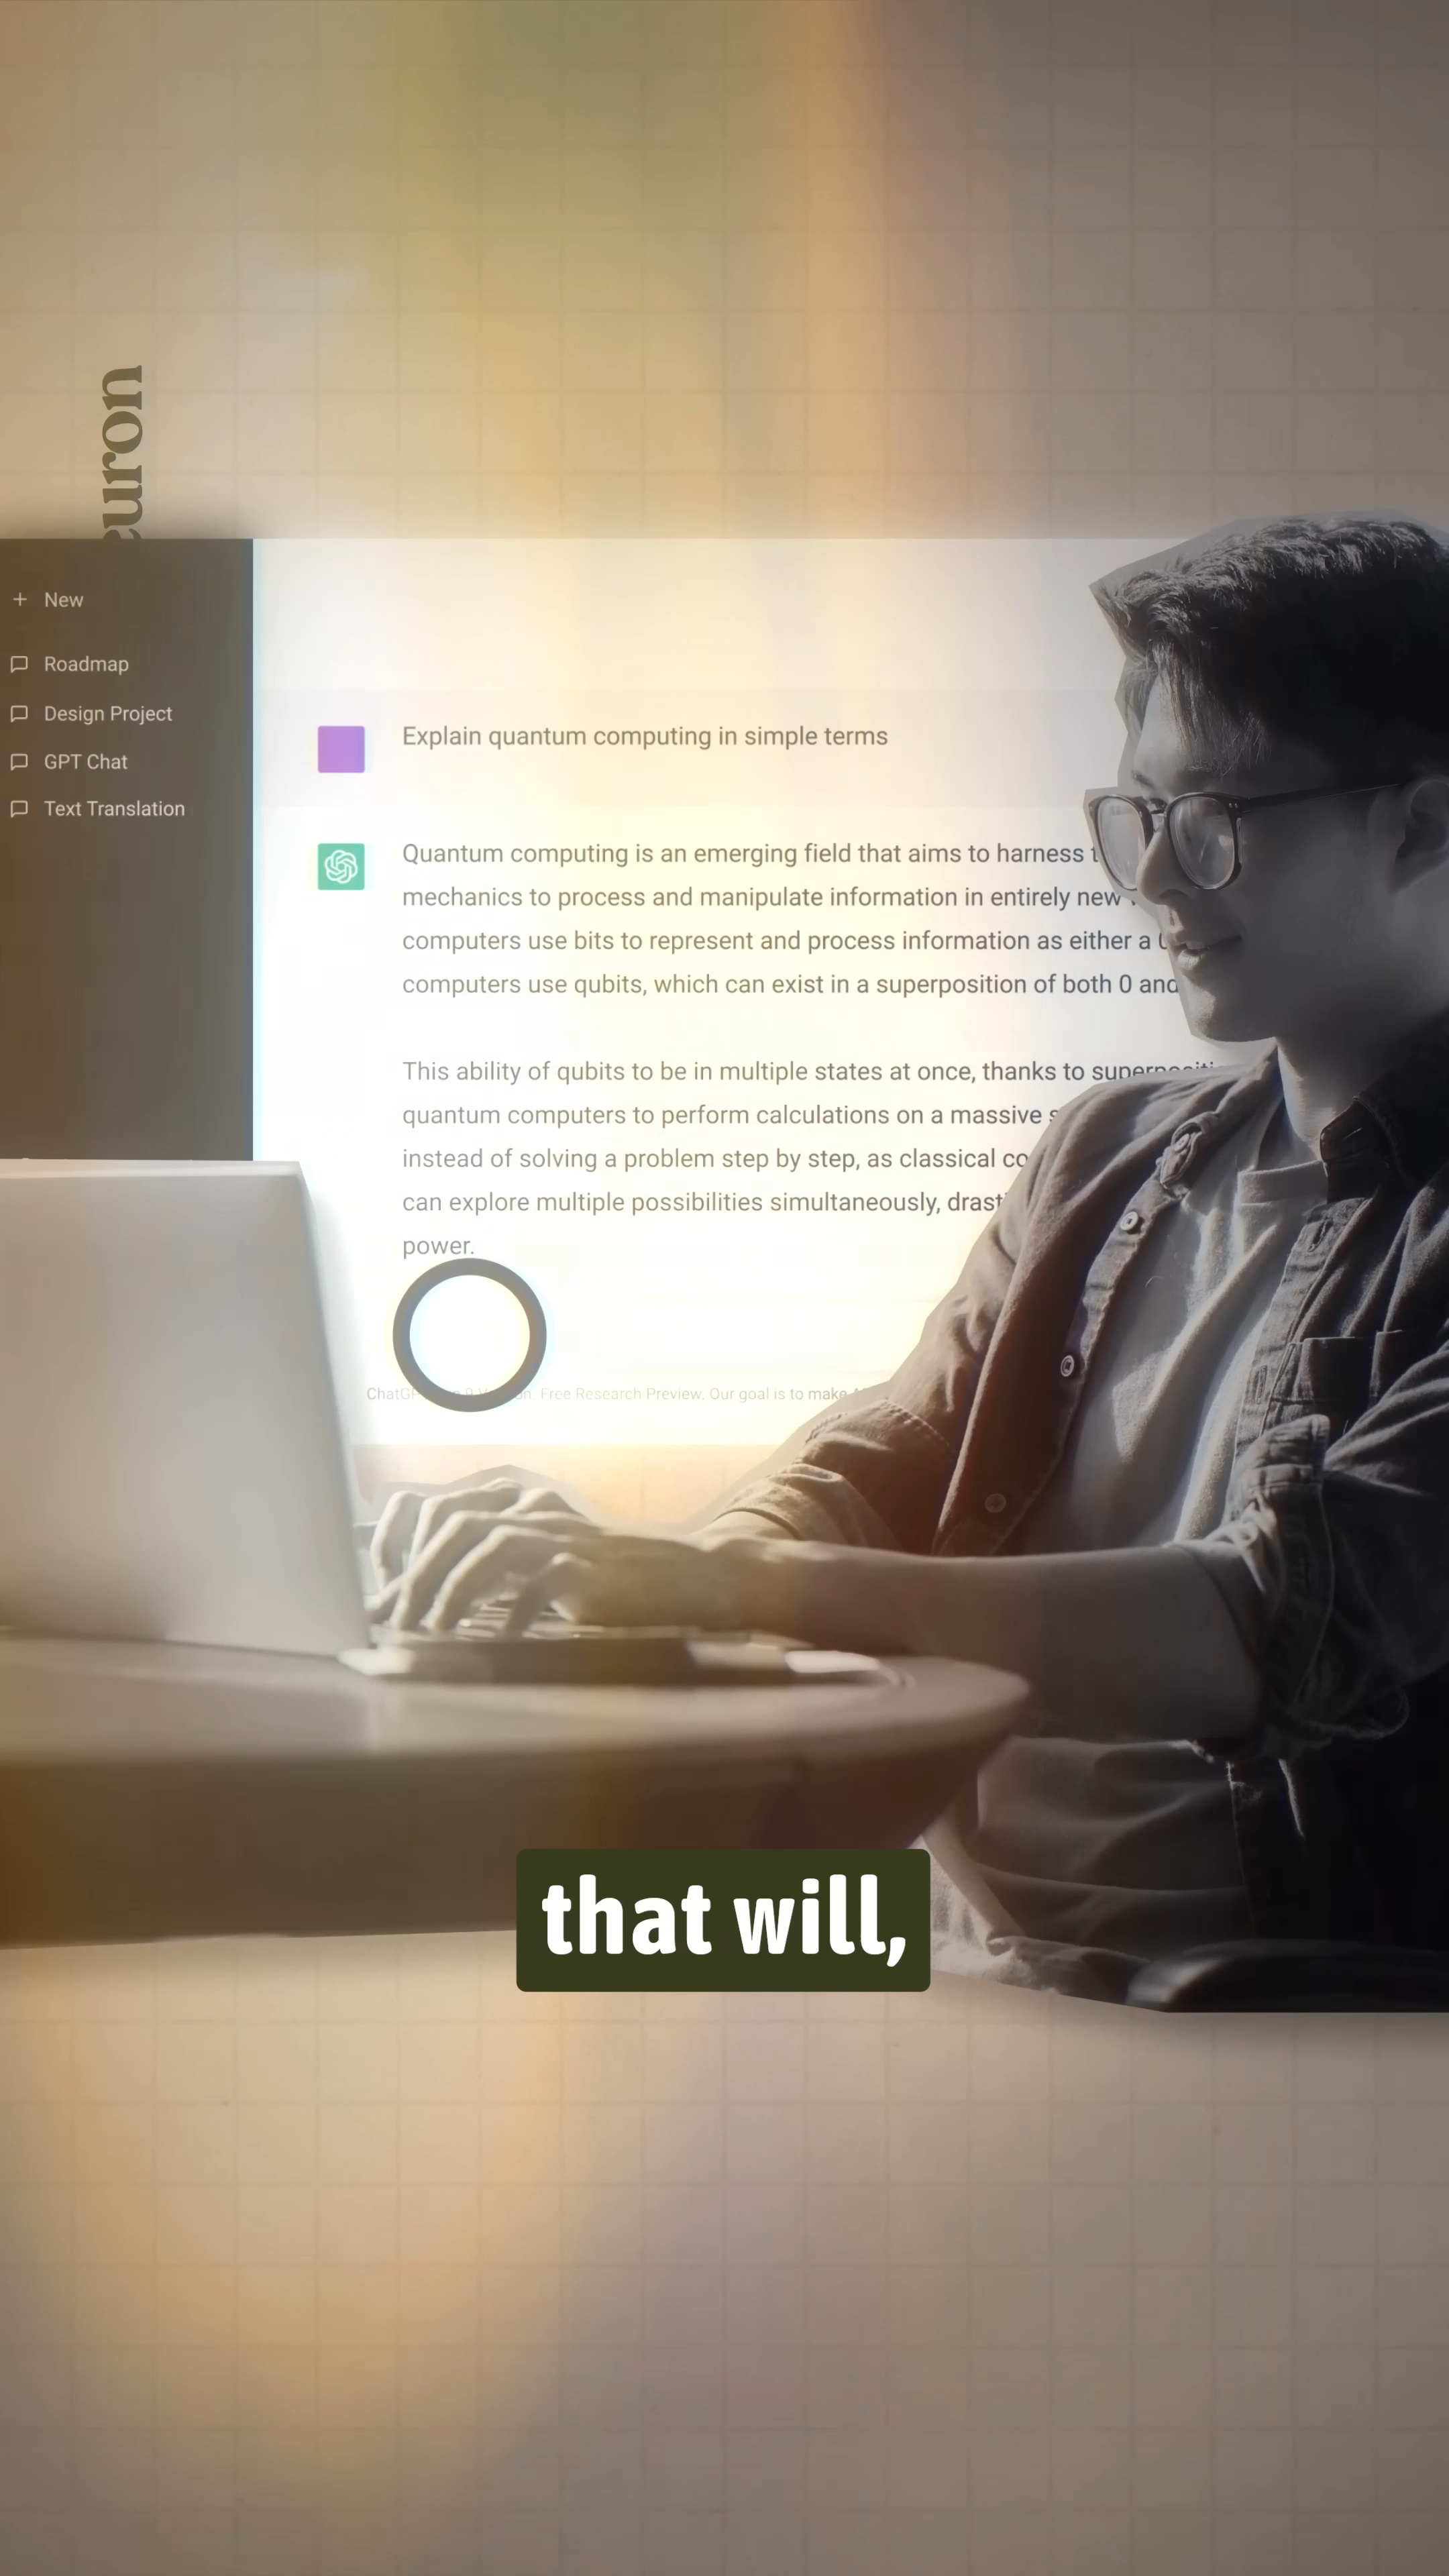 euron
+ New
Roadmap
Design Project
GPT Chat
Text Translation
Explain quantum computing in simple terms
Quantum computing is an emerging field that aims to harness
mechanics to process and manipulate information in entirely new
computers use bits to represent and process information as either a
computers use qubits, which can exist in a superposition of both 0 and
This ability of qubits to be in multiple states at once, thanks to
quantum computers to perform calculations on a massive
instead of solving a problem step by step, as classical
can explore multiple possibilities simultaneously,
power.
Free Research Preview. Our goal is to make
that will,